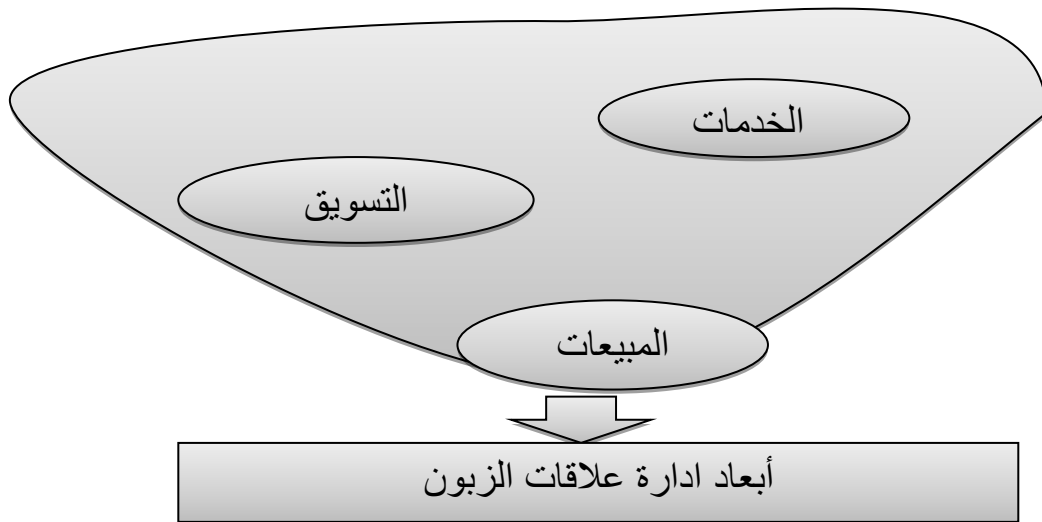 الخدمات
التسويق
المبيعات
أبعاد ادارة علاقات الزبون